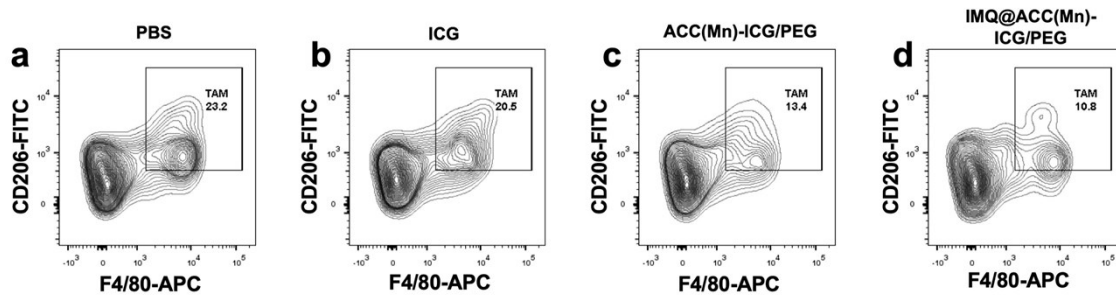 a
PBS
CD206-FITC
10⁴
10³
0
TAM
23.2
-10³ 0 10³ 10⁴ 10⁵
F4/80-APC
b
ICG
CD206-FITC
10⁴
10³
0
TAM
20.5
-10³ 0 10³ 10⁴ 10⁵
F4/80-APC
c
ACC(Mn)-ICG/PEG
CD206-FITC
10⁴
10³
0
TAM
13.4
-10³ 0 10³ 10⁴ 10⁵
F4/80-APC
d
IMQ@ACC(Mn)-
ICG/PEG
CD206-FITC
10⁴
10³
0
TAM
10.8
-10³ 0 10³ 10⁴ 10⁵
F4/80-APC